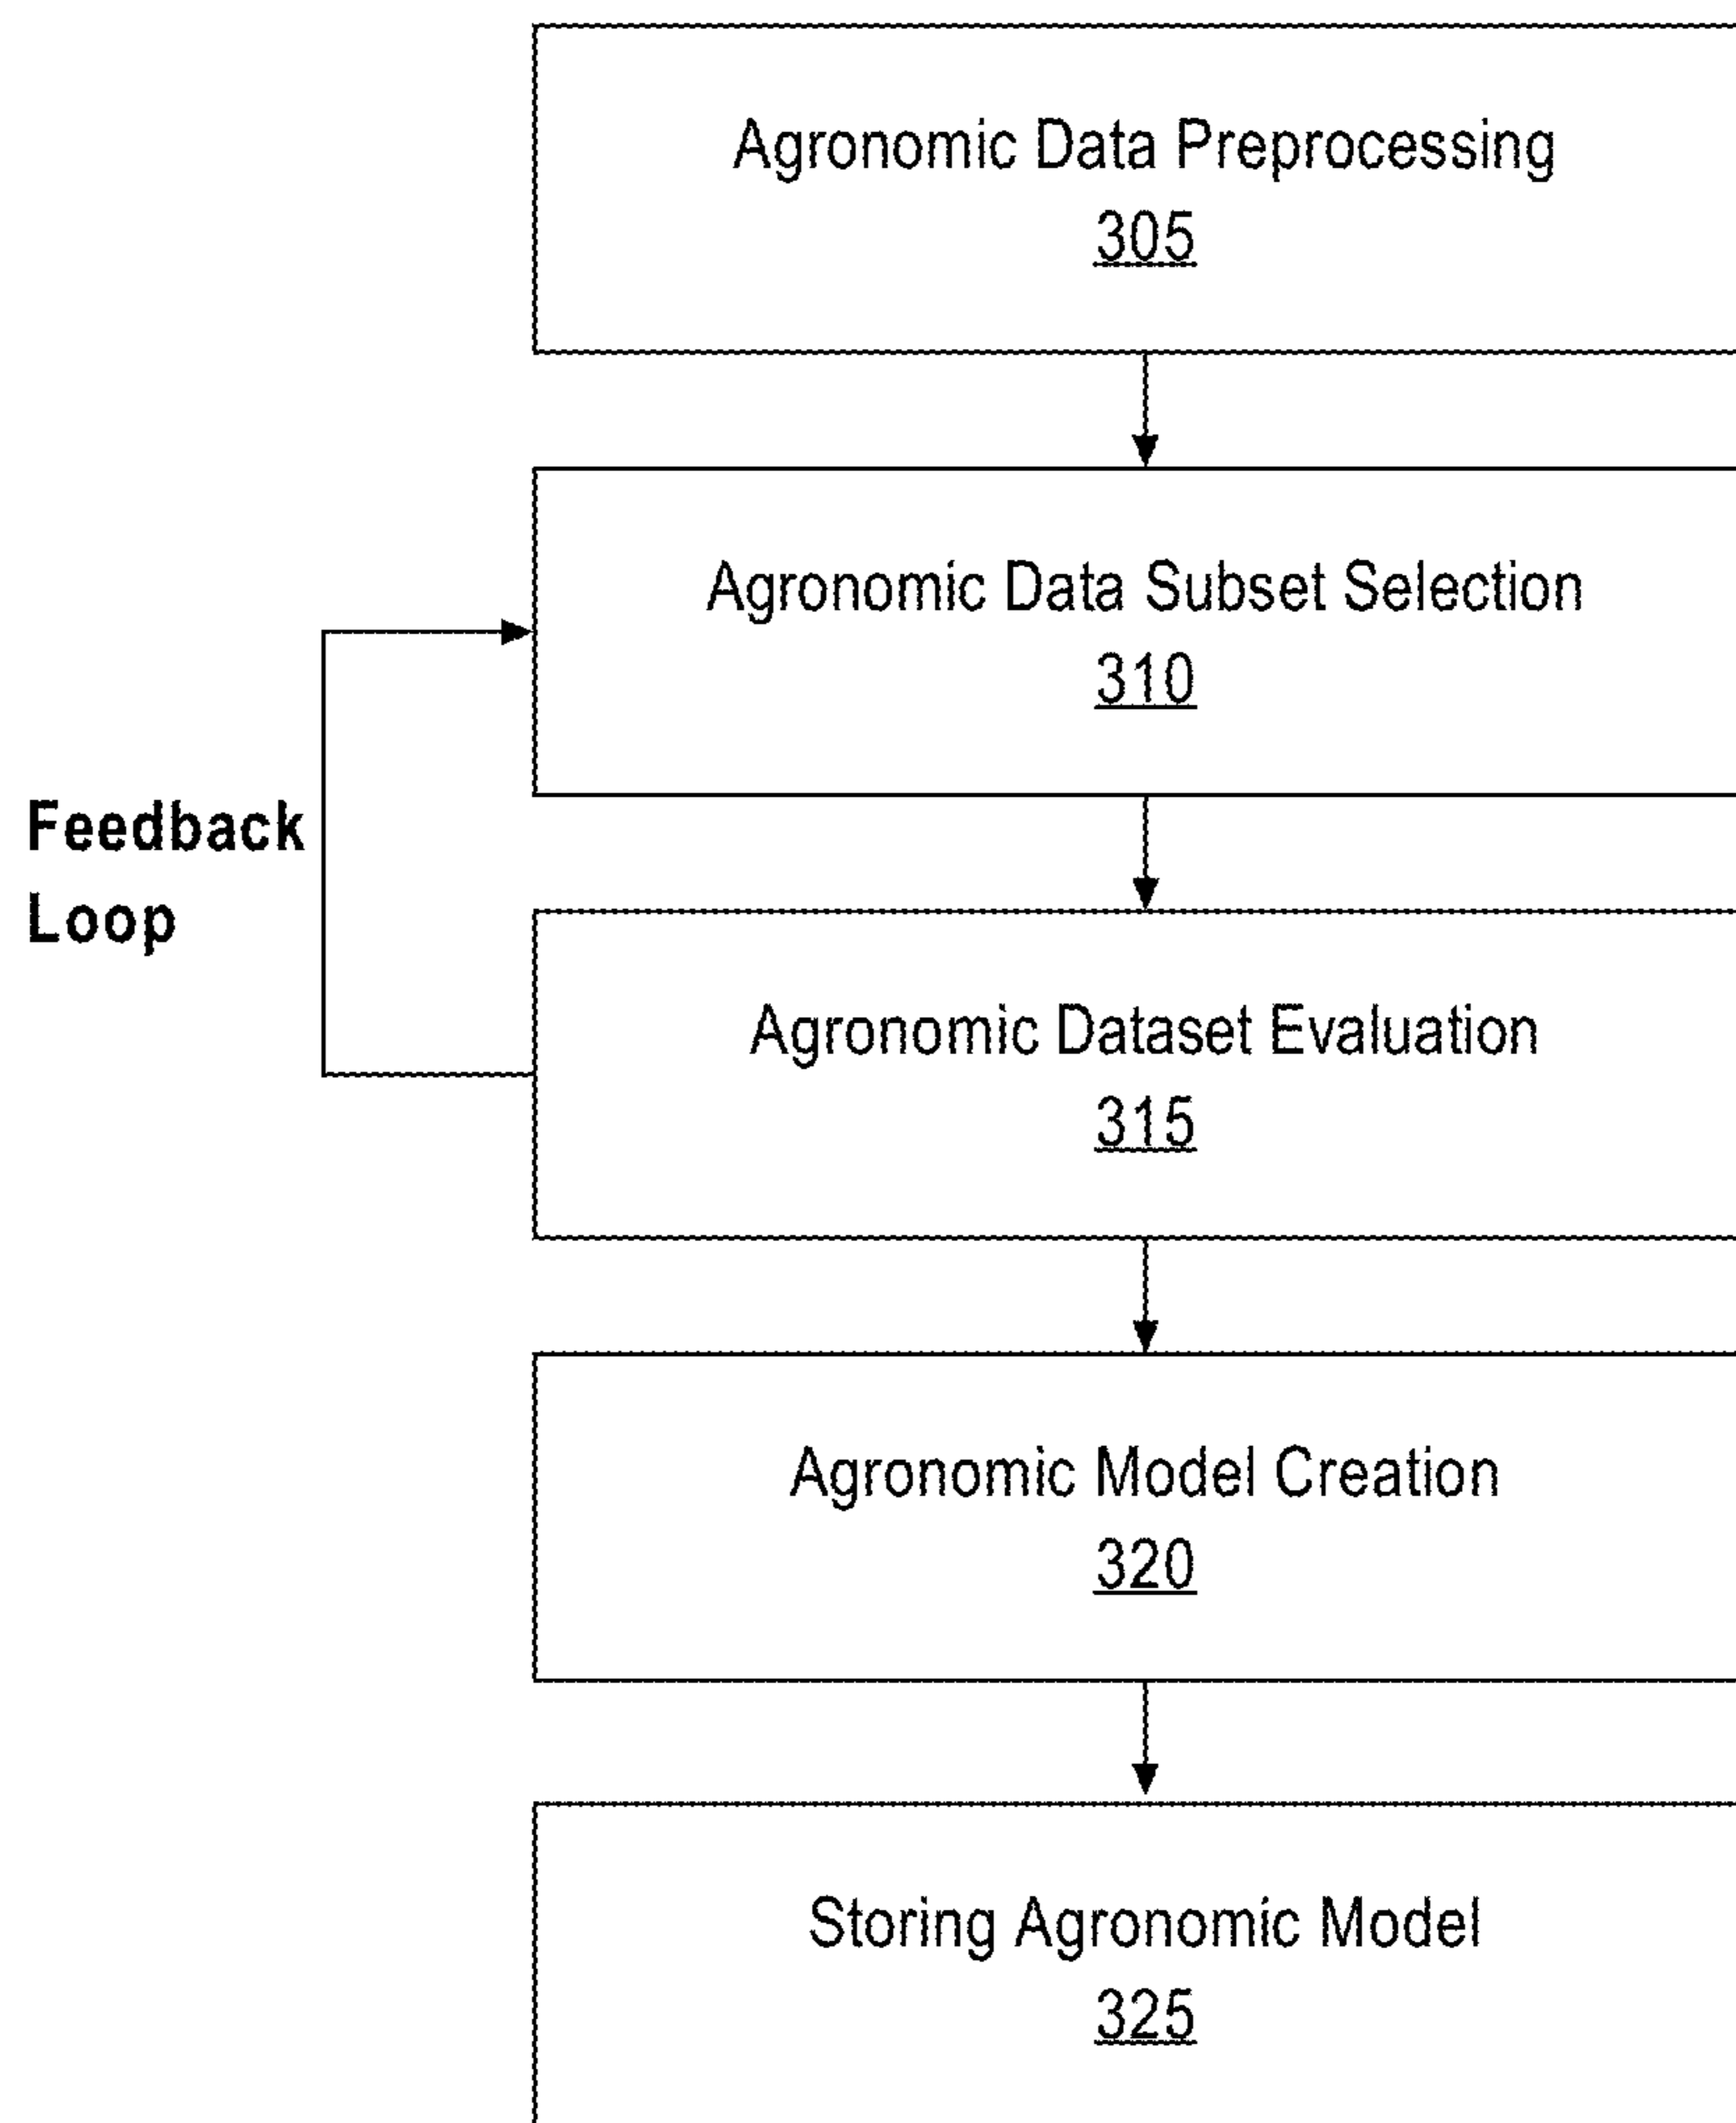 Agronomic Data Preprocessing
305
Agronomic Data Subset Selection
310
Feedback
Loop
Agronomic Dataset Evaluation
315
Agronomic Model Creation
320
Storing Agronomic Model
325